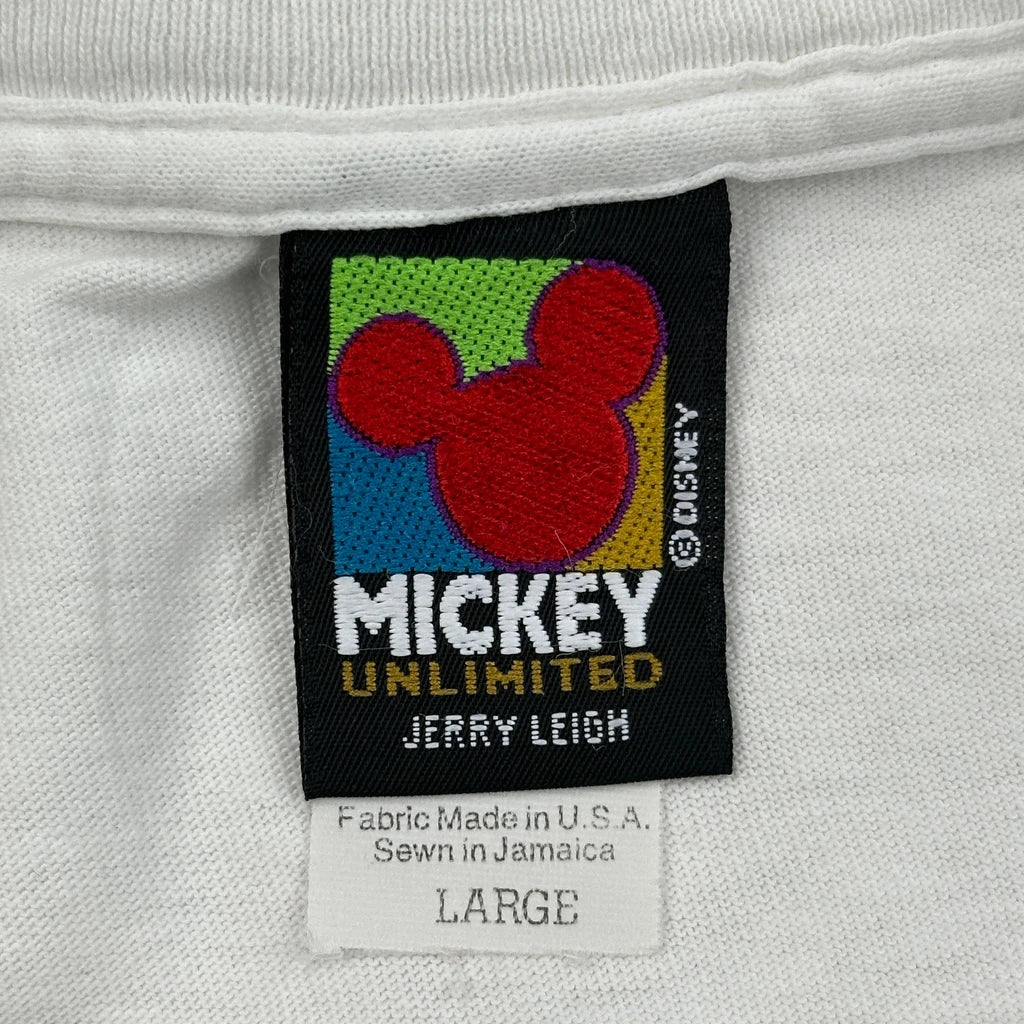 © DISNEY
MICKEY
UNLIMITED
JERRY LEIGH
Fabric Made in U.S.A.
Sewn in Jamaica
LARGE